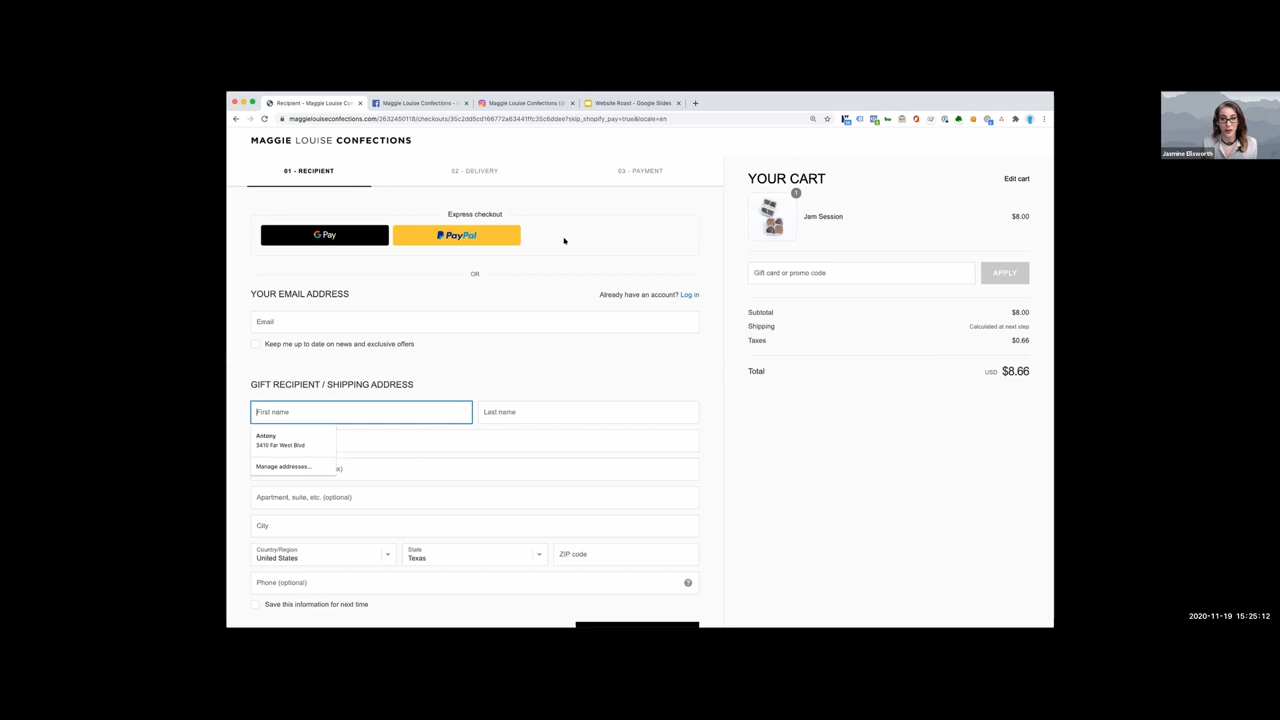 Recipient - Maggie Louise Con
Maggie Louise Confections -
Maggie Louise Confections (@
Website Roast - Google Slides
maggielouiseconfections.com/2632450118/checkouts/35c2dd5cd166772a63441ffc35c6ddee?skip_shopify_pay=true&locale=en
MAGGIE LOUISE CONFECTIONS
01 - RECIPIENT
02 - DELIVERY
03 - PAYMENT
Express checkout
G Pay
PayPal
OR
YOUR EMAIL ADDRESS
Already have an account? Log in
Email
Keep me up to date on news and exclusive offers
GIFT RECIPIENT / SHIPPING ADDRESS
First name
Last name
Antony
3410 Far West Blvd
Manage addresses...
x)
Apartment, suite, etc. (optional)
City
Country/Region
United States
State
Texas
ZIP code
Phone (optional)
?
Save this information for next time
YOUR CART
Edit cart
1
Jam Session
$8.00
Gift card or promo code
APPLY
Subtotal
$8.00
Shipping
Calculated at next step
Taxes
$0.66
Total
USD $8.66
Jasmine Ellsworth
2020-11-19 15:25:12